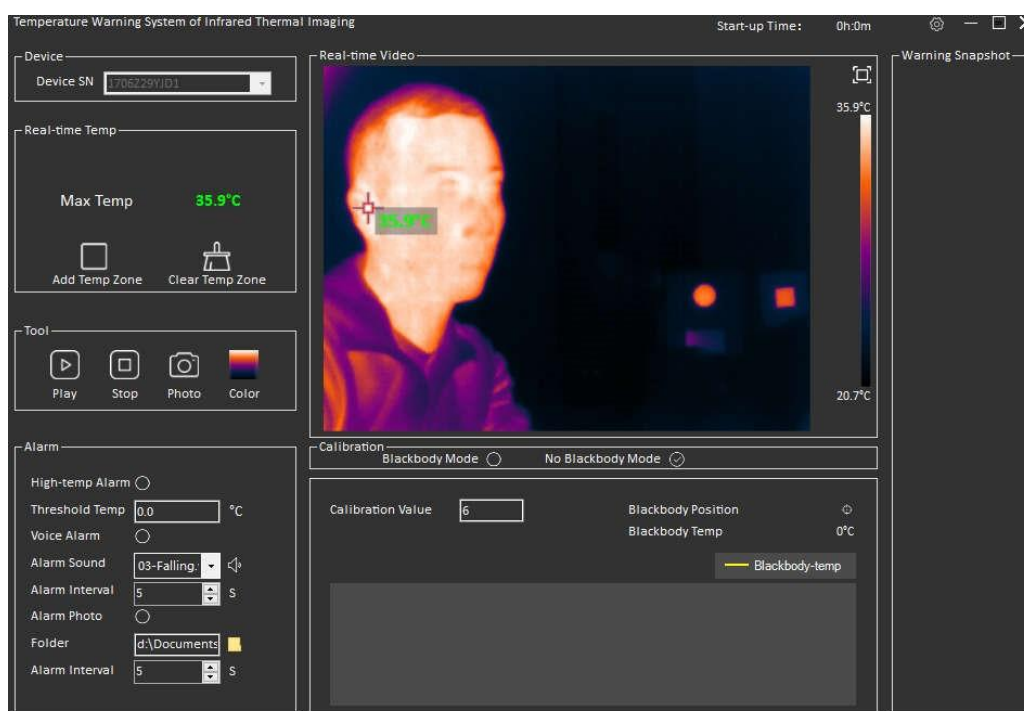 Temperature Warning System of Infrared Thermal Imaging
Start-up Time: 0h:0m
Device
Device SN 1706Z29YJD1
Real-time Temp
Max Temp 35.9°C
Add Temp Zone Clear Temp Zone
Tool
Play Stop Photo Color
Alarm
High-temp Alarm
Threshold Temp 0.0 °C
Voice Alarm
Alarm Sound 03-Falling.
Alarm Interval 5 S
Alarm Photo
Folder d:\Documents
Alarm Interval 5 S
Real-time Video
35.9°C
35.9°C
20.7°C
Calibration
Blackbody Mode No Blackbody Mode
Calibration Value 6
Blackbody Position
Blackbody Temp 0°C
Blackbody-temp
Warning Snapshot